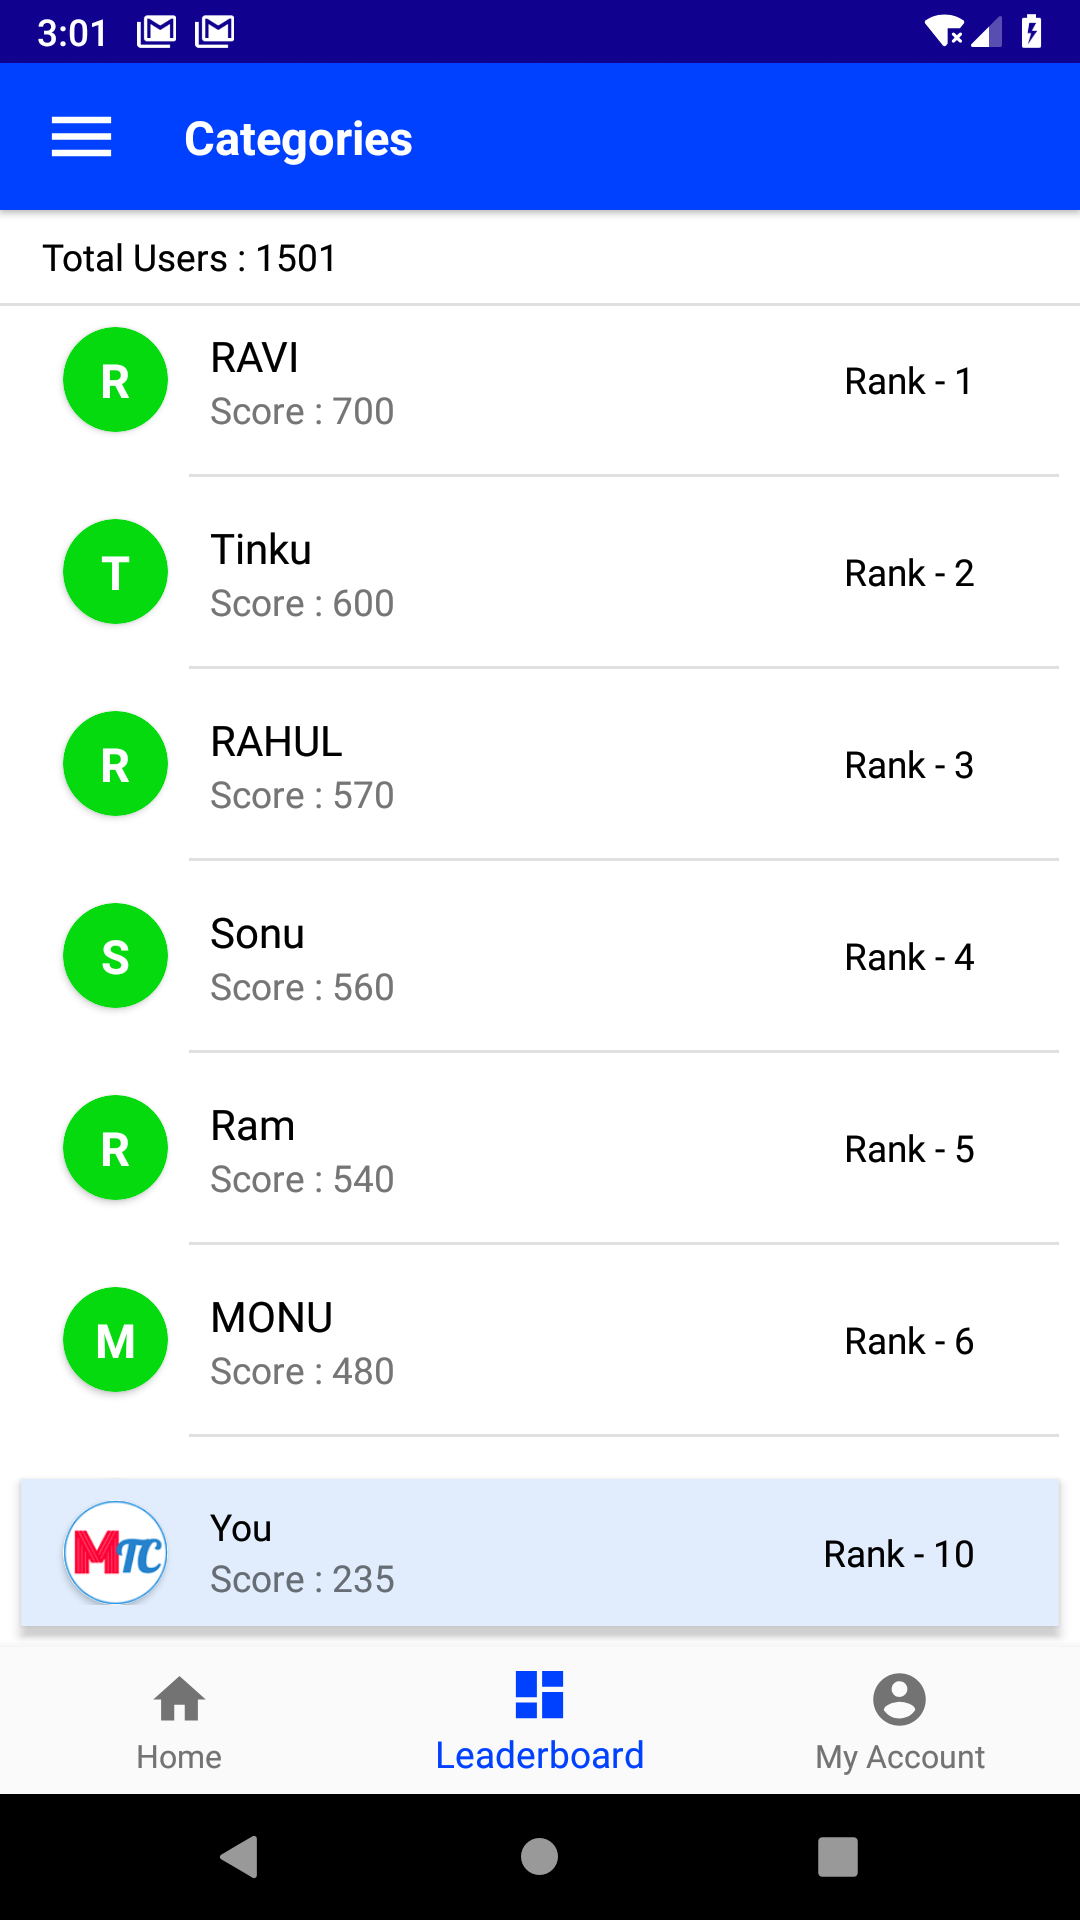 3:01
Categories
Total Users : 1501
R
RAVI
Score : 700
Rank - 1
T
Tinku
Score : 600
Rank - 2
R
RAHUL
Score : 570
Rank - 3
S
Sonu
Score : 560
Rank - 4
R
Ram
Score : 540
Rank - 5
M
MONU
Score : 480
Rank - 6
MTC
You
Score : 235
Rank - 10
Home
Leaderboard
My Account